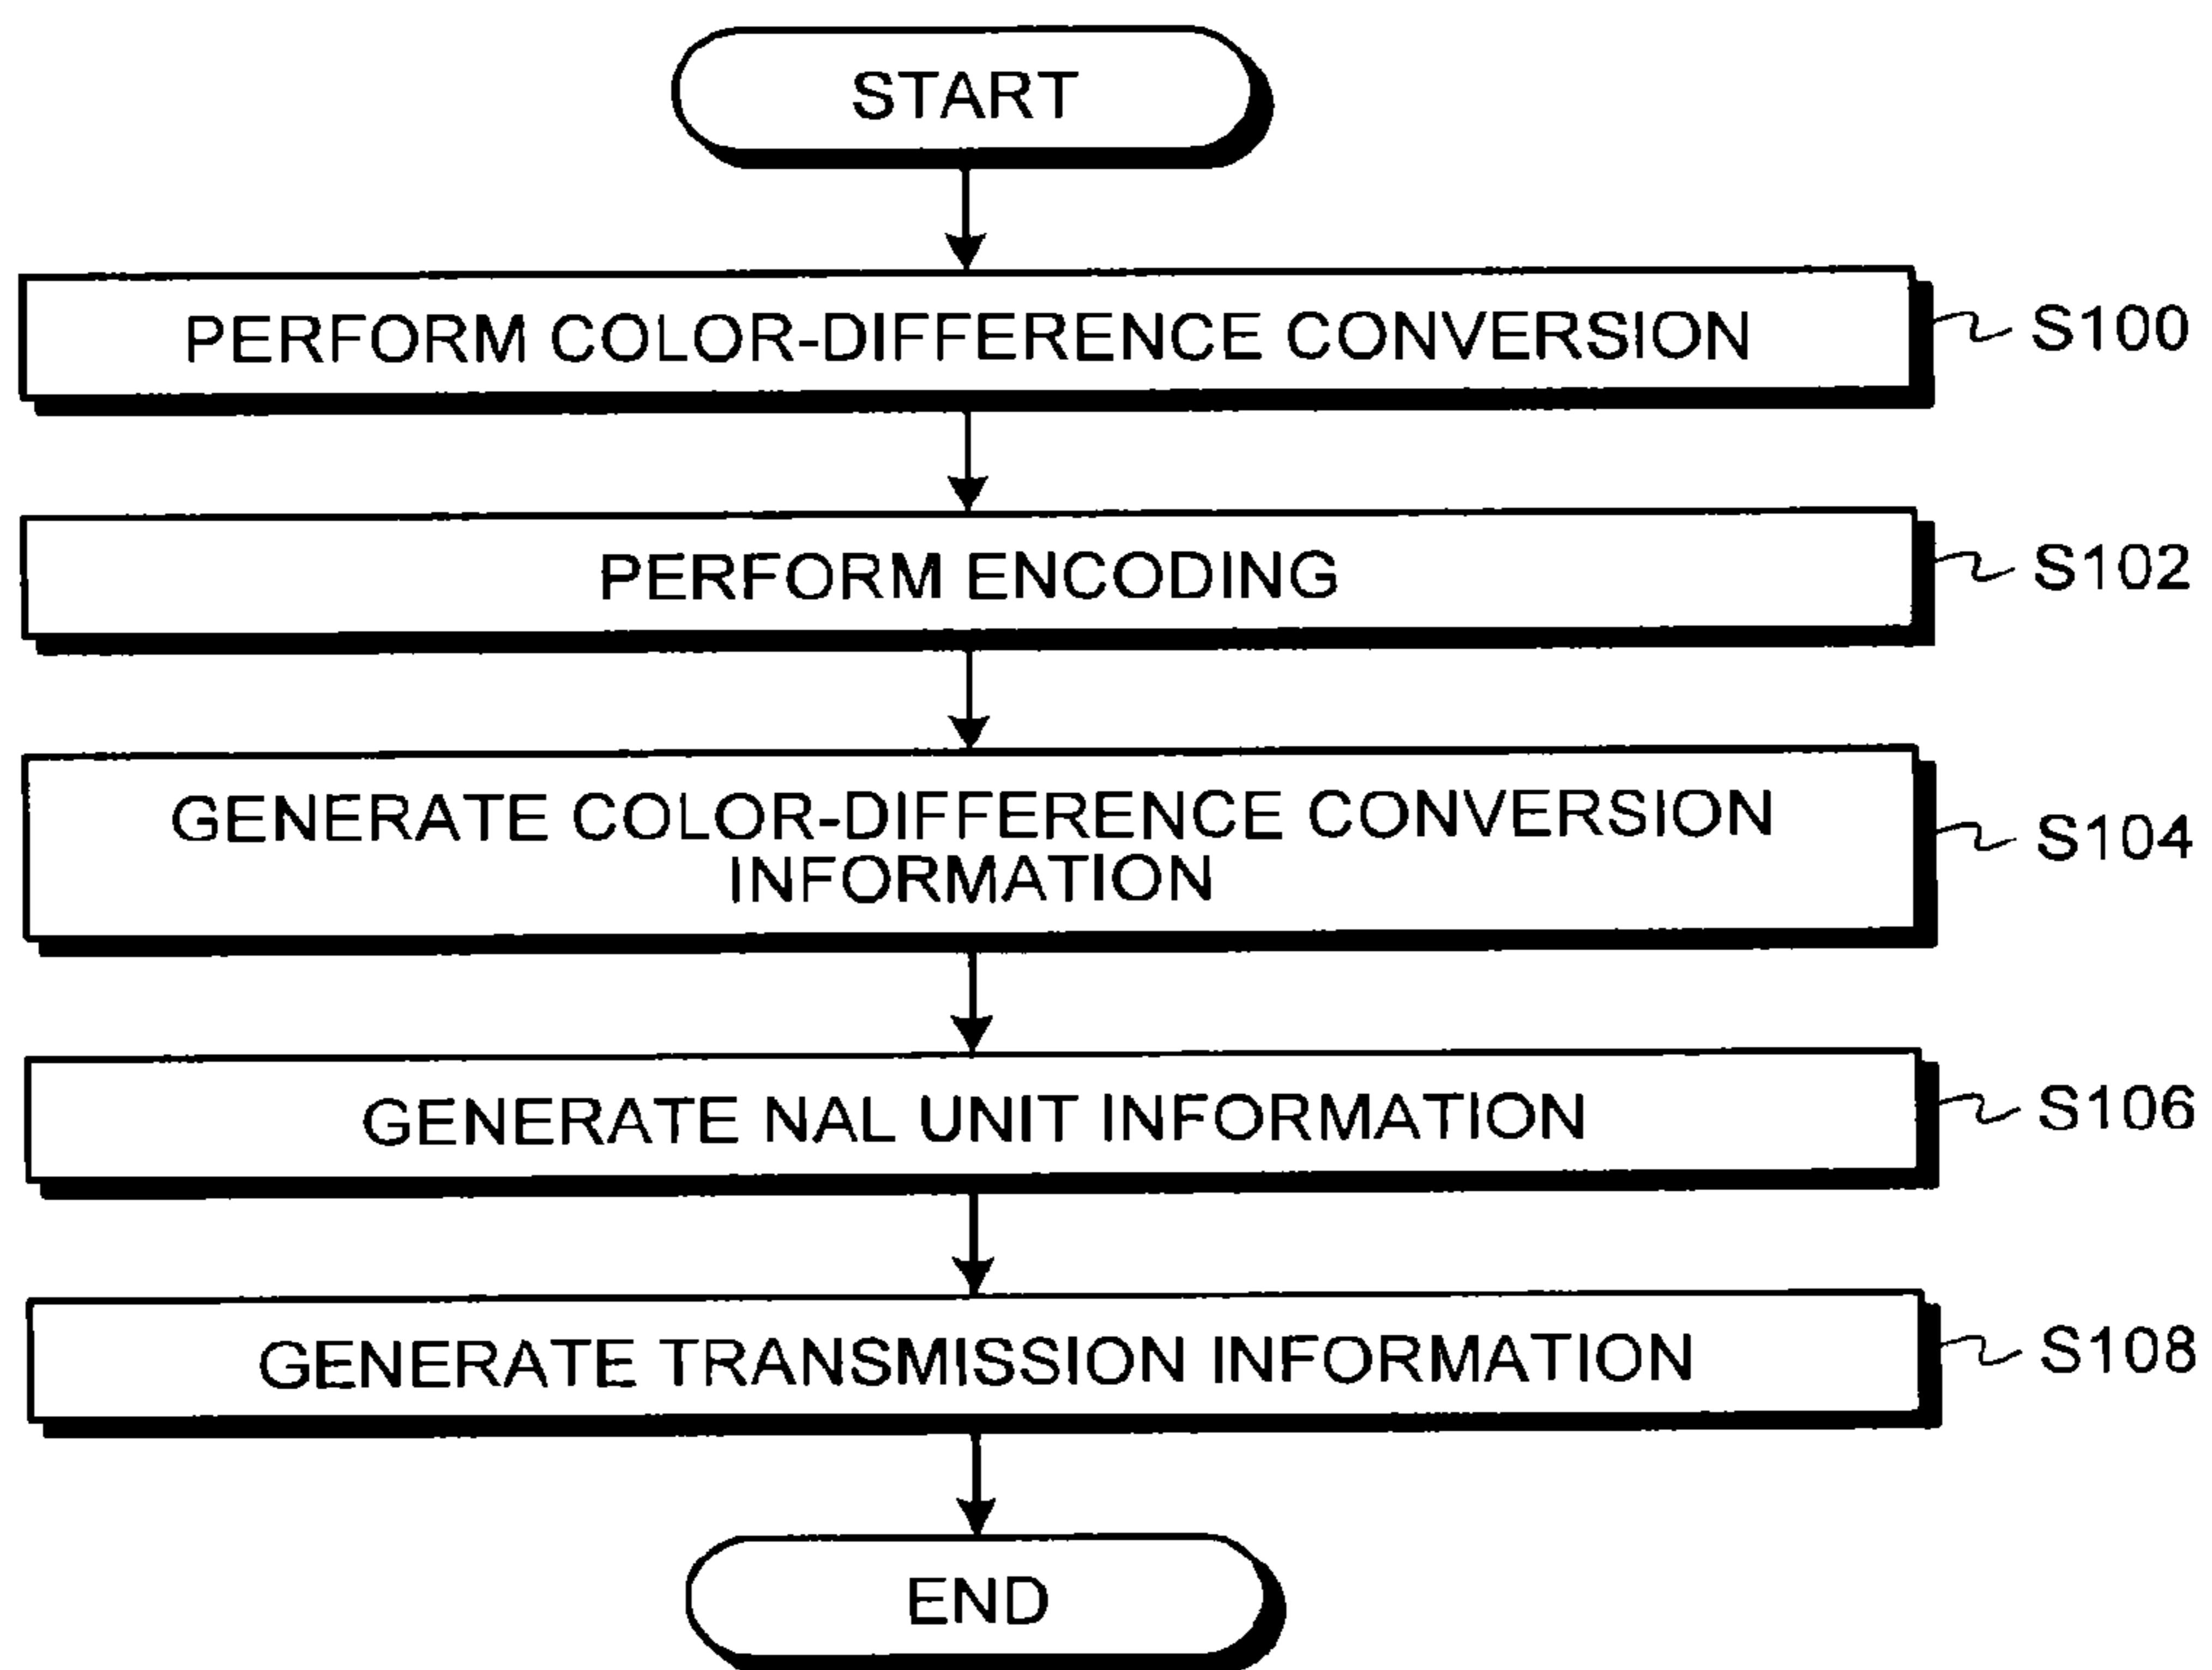 START
PERFORM COLOR-DIFFERENCE CONVERSION
S100
PERFORM ENCODING
S102
GENERATE COLOR-DIFFERENCE CONVERSION
INFORMATION
S104
GENERATE NAL UNIT INFORMATION
S106
GENERATE TRANSMISSION INFORMATION
S108
END